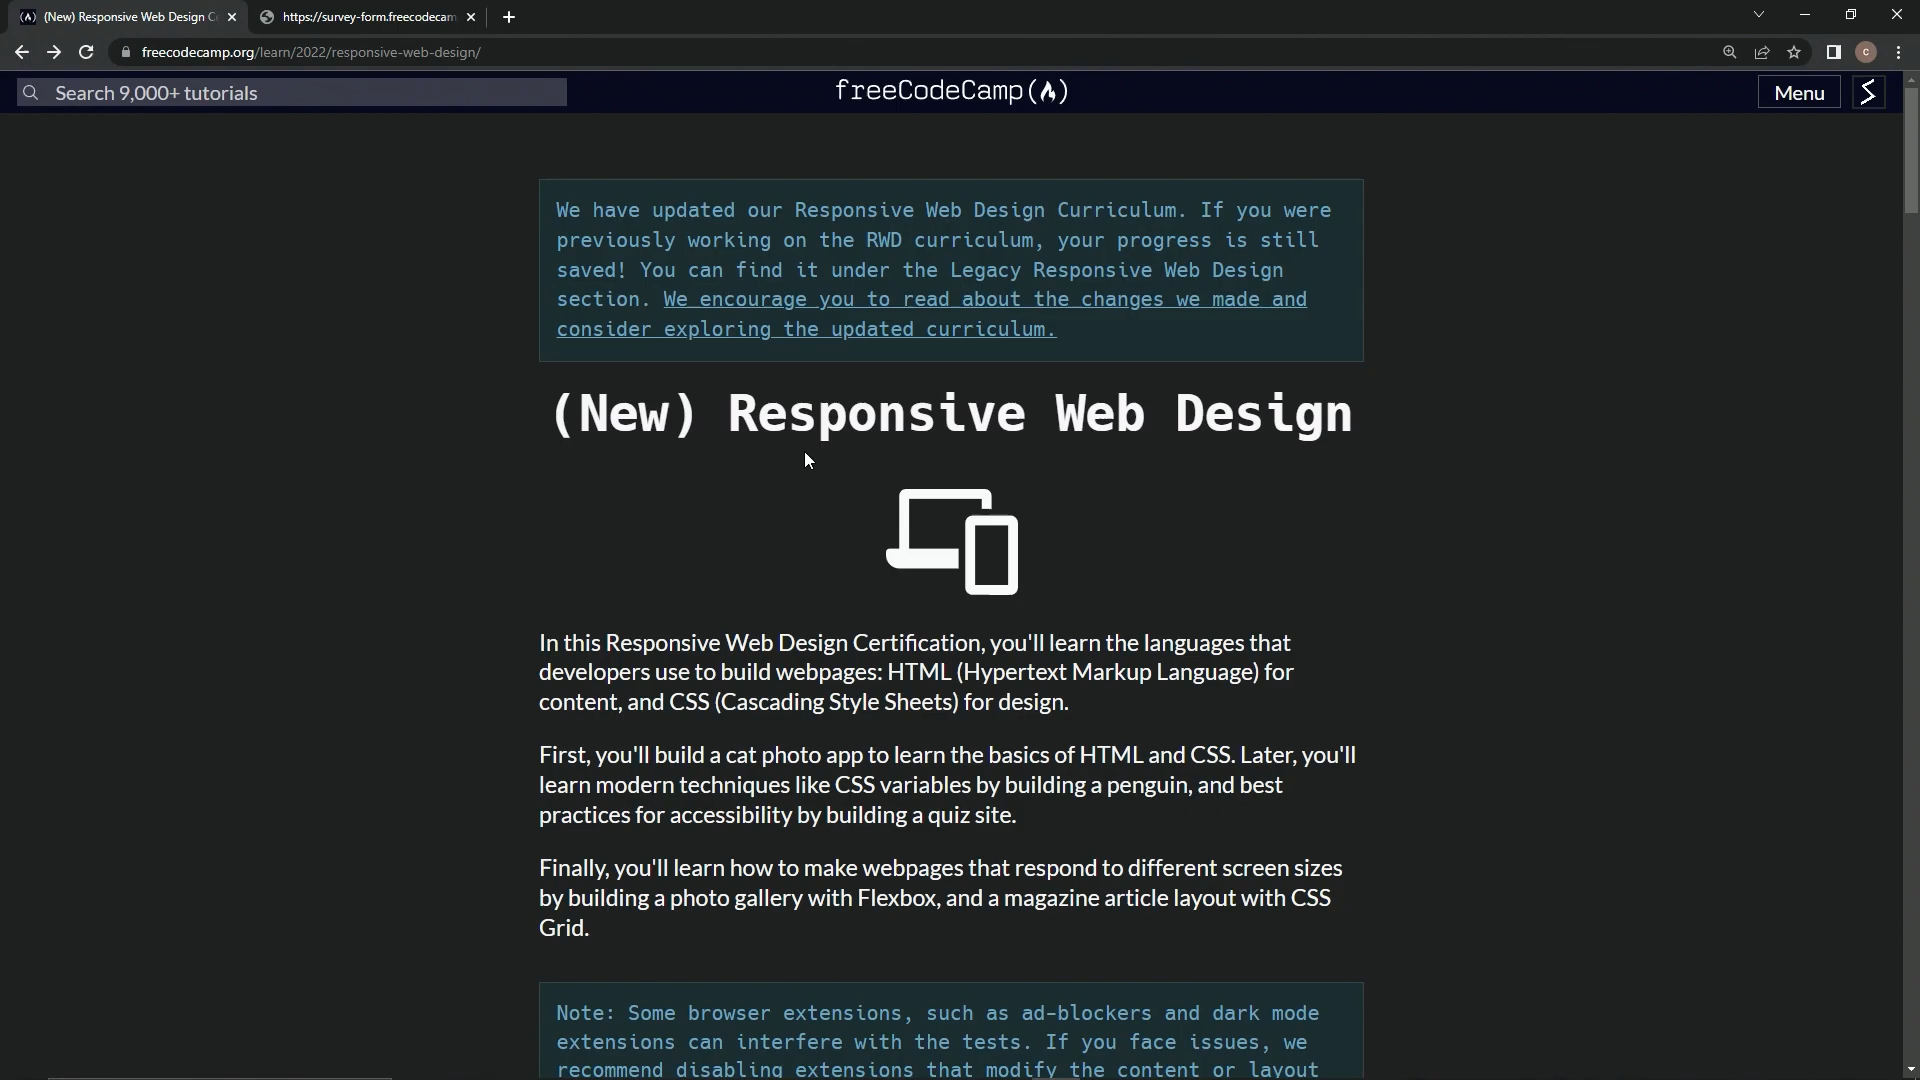 (New) Responsive Web Design C
https://survey-form.freecodecam
freecodecamp.org/learn/2022/responsive-web-design/
C
Search 9,000+ tutorials
freeCodeCamp
Menu
We have updated our Responsive Web Design Curriculum. If you were
previously working on the RWD curriculum, your progress is still
saved! You can find it under the Legacy Responsive Web Design
section. We encourage you to read about the changes we made and
consider exploring the updated curriculum.
(New) Responsive Web Design
In this Responsive Web Design Certification, you'll learn the languages that
developers use to build webpages: HTML (Hypertext Markup Language) for
content, and CSS (Cascading Style Sheets) for design.
First, you'll build a cat photo app to learn the basics of HTML and CSS. Later, you'll
learn modern techniques like CSS variables by building a penguin, and best
practices for accessibility by building a quiz site.
Finally, you'll learn how to make webpages that respond to different screen sizes
by building a photo gallery with Flexbox, and a magazine article layout with CSS
Grid.
Note: Some browser extensions, such as ad-blockers and dark mode
extensions can interfere with the tests. If you face issues, we
recommend disabling extensions that modify the content or layout